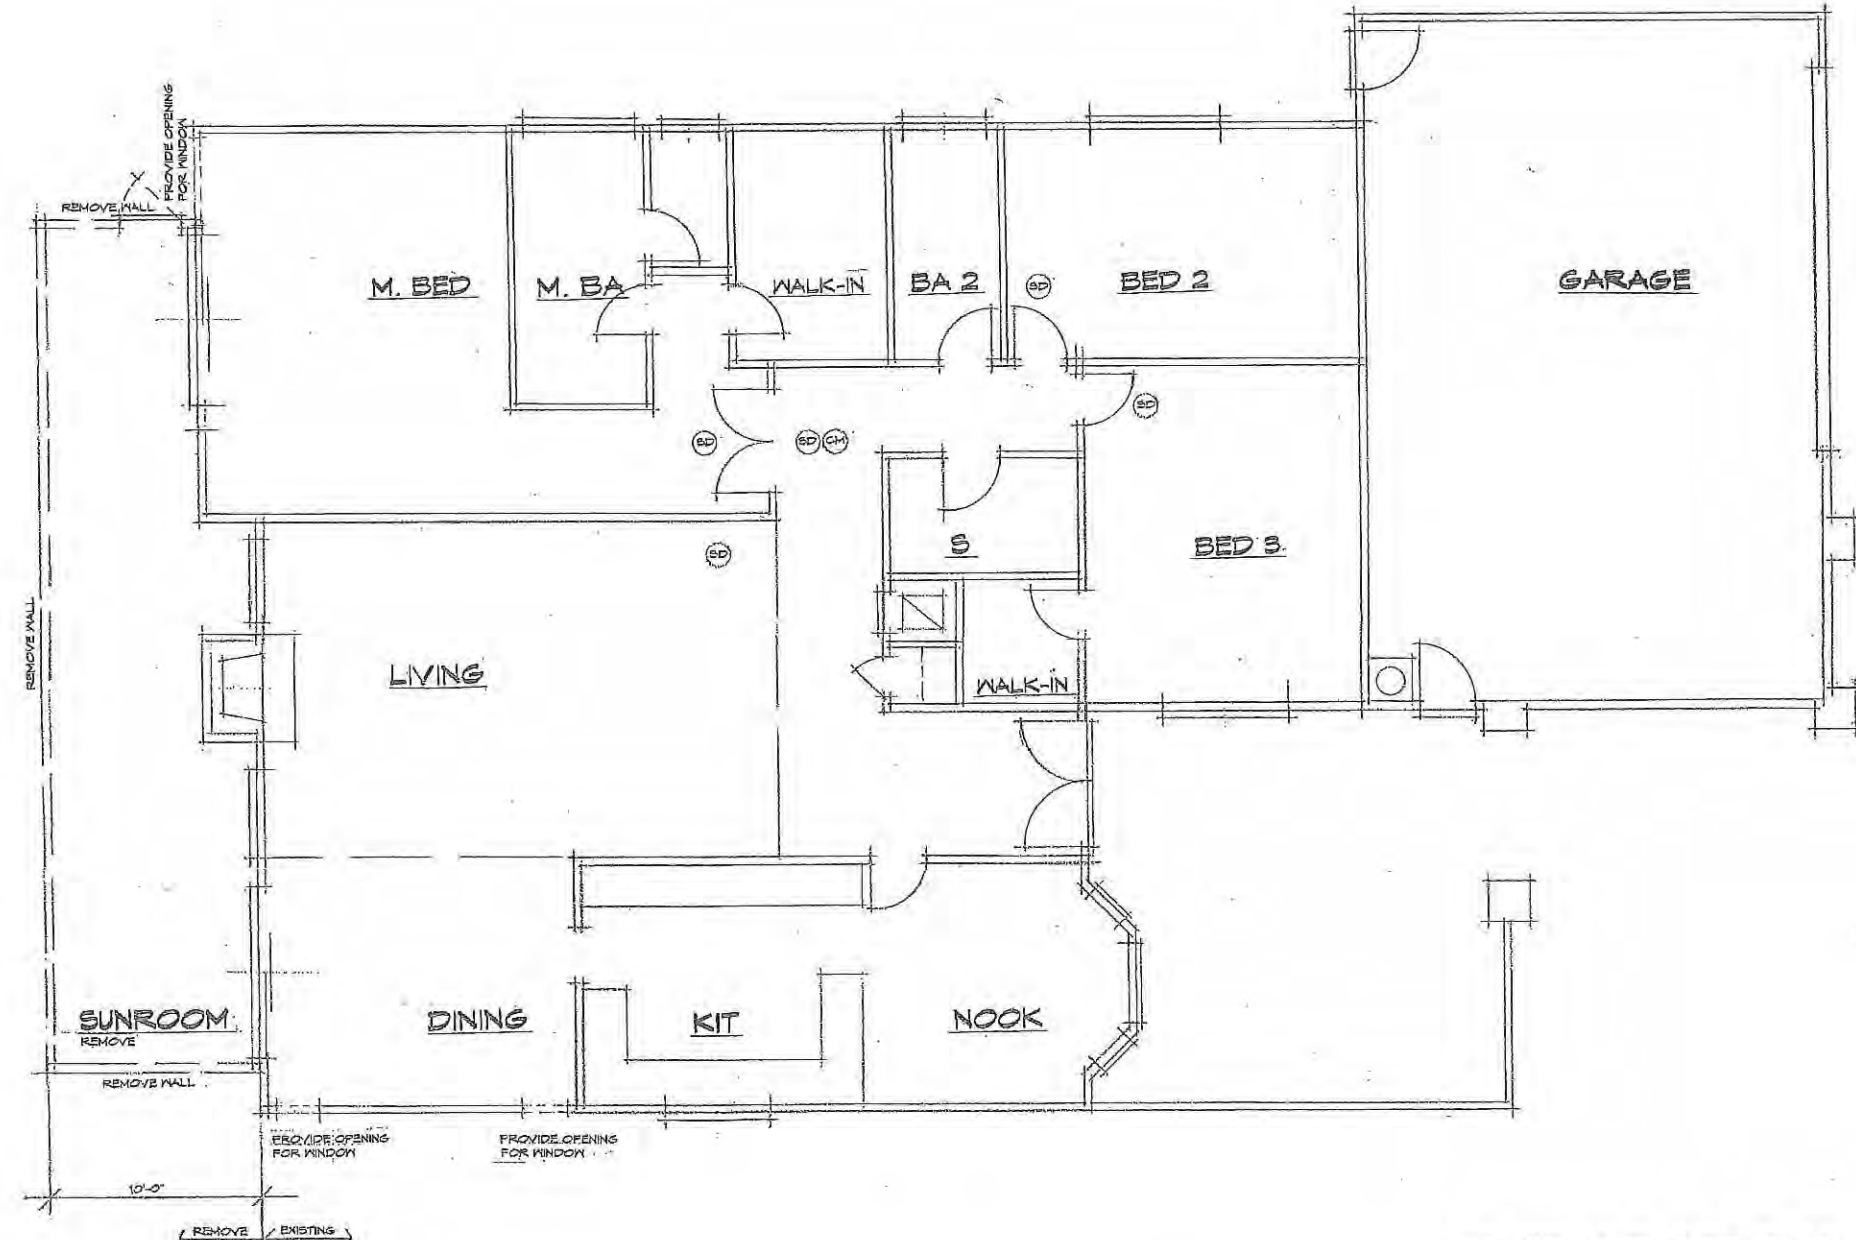 PROVIDE OPENING
FOR WINDOW
REMOVE WALL
M. BED
M. BA
WALK-IN
BA 2
SD
BED 2
GARAGE
SD
SD
SD
CM
S
BED 3
SD
REMOVE WALL
LIVING
WALK-IN
SUNROOM
REMOVE
DINING
KIT
NOOK
REMOVE WALL
PROVIDE OPENING
FOR WINDOW
PROVIDE OPENING
FOR WINDOW
10'-0"
REMOVE
EXISTING